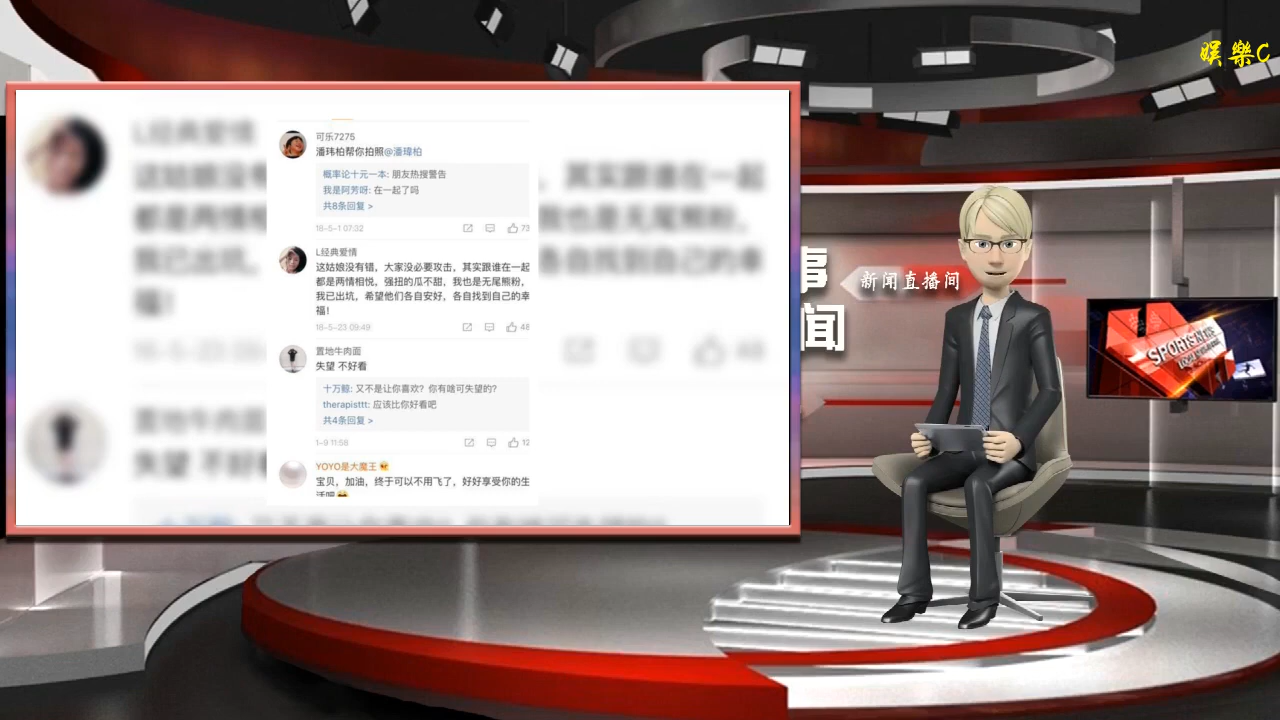 娱樂C
可乐7275
潘玮柏帮你拍照@潘瑋柏
概率论十元一本: 朋友热搜警告
我是阿芳呀: 在一起了吗
共8条回复 >
18-5-1 07:32
73
L经典爱情
这姑娘没有错，大家没必要攻击，其实跟谁在一起
都是两情相悦，强扭的瓜不甜，我也是无尾熊粉，
我已出坑，希望他们各自安好，各自找到自己的幸
福！
18-5-23 09:49
48
置地牛肉面
失望 不好看
十万鲸: 又不是让你喜欢？你有啥可失望的?
therapisttt: 应该比你好看吧
共4条回复 >
1-9 11:58
12
YOYO是大魔王
宝贝，加油，终于可以不用飞了，好好享受你的生
活吧
事
闻
新闻直播间
SPORTS